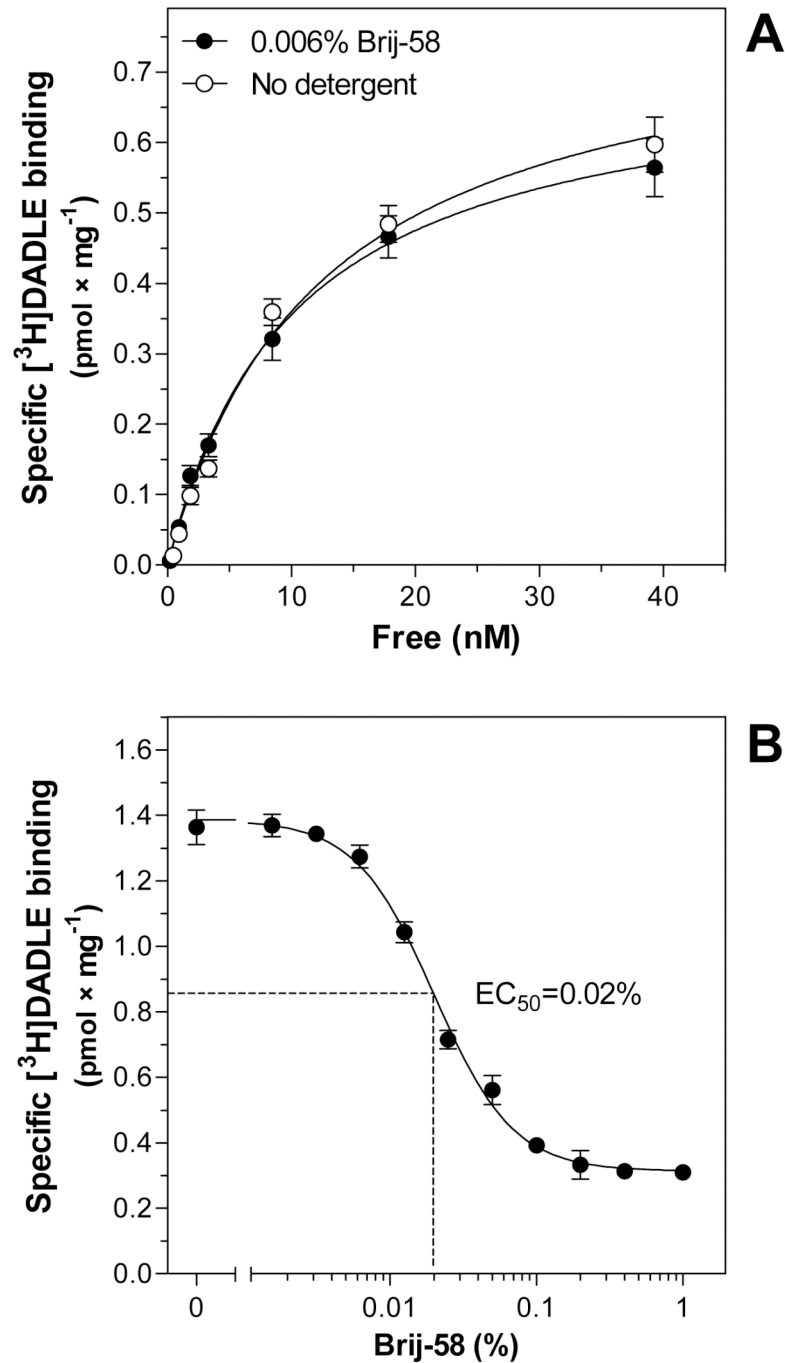 A
0.006% Brij-58
No detergent
Specific [³H]DADLE binding
(pmol × mg⁻¹)
0.7
0.6
0.5
0.4
0.3
0.2
0.1
0.0
0 10 20 30 40
Free (nM)
B
Specific [³H]DADLE binding
(pmol × mg⁻¹)
1.6
1.4
1.2
1.0
0.8
0.6
0.4
0.2
0.0
EC₅₀=0.02%
0 0.01 0.1 1
Brij-58 (%)